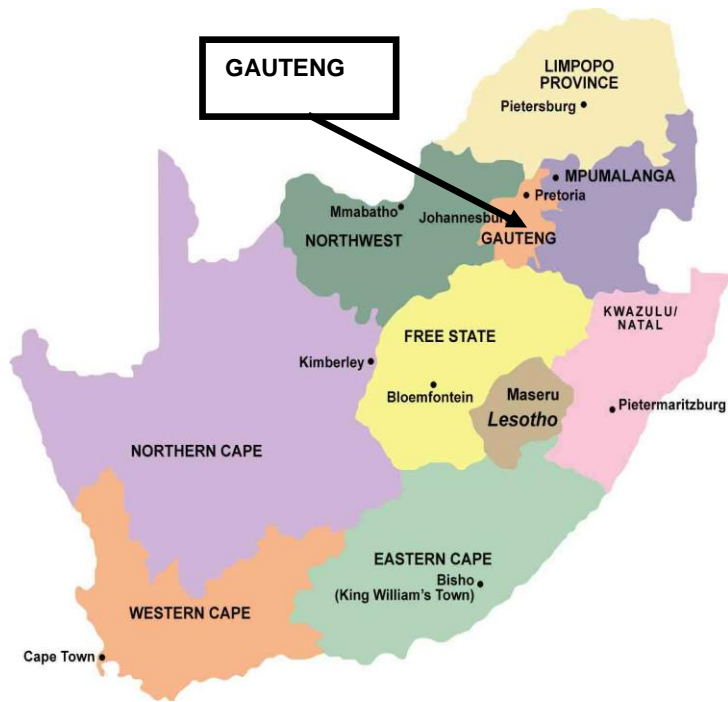 GAUTENG
LIMPOPO
PROVINCE
Pietersburg
MPUMALANGA
Pretoria
Mmabatho
Johannesbur
NORTHWEST
GAUTENG
KWAZULU/
NATAL
FREE STATE
Kimberley
Bloemfontein
Maseru
Lesotho
Pietermaritzburg
NORTHERN CAPE
EASTERN CAPE
Bisho
(King William's Town)
WESTERN CAPE
Cape Town